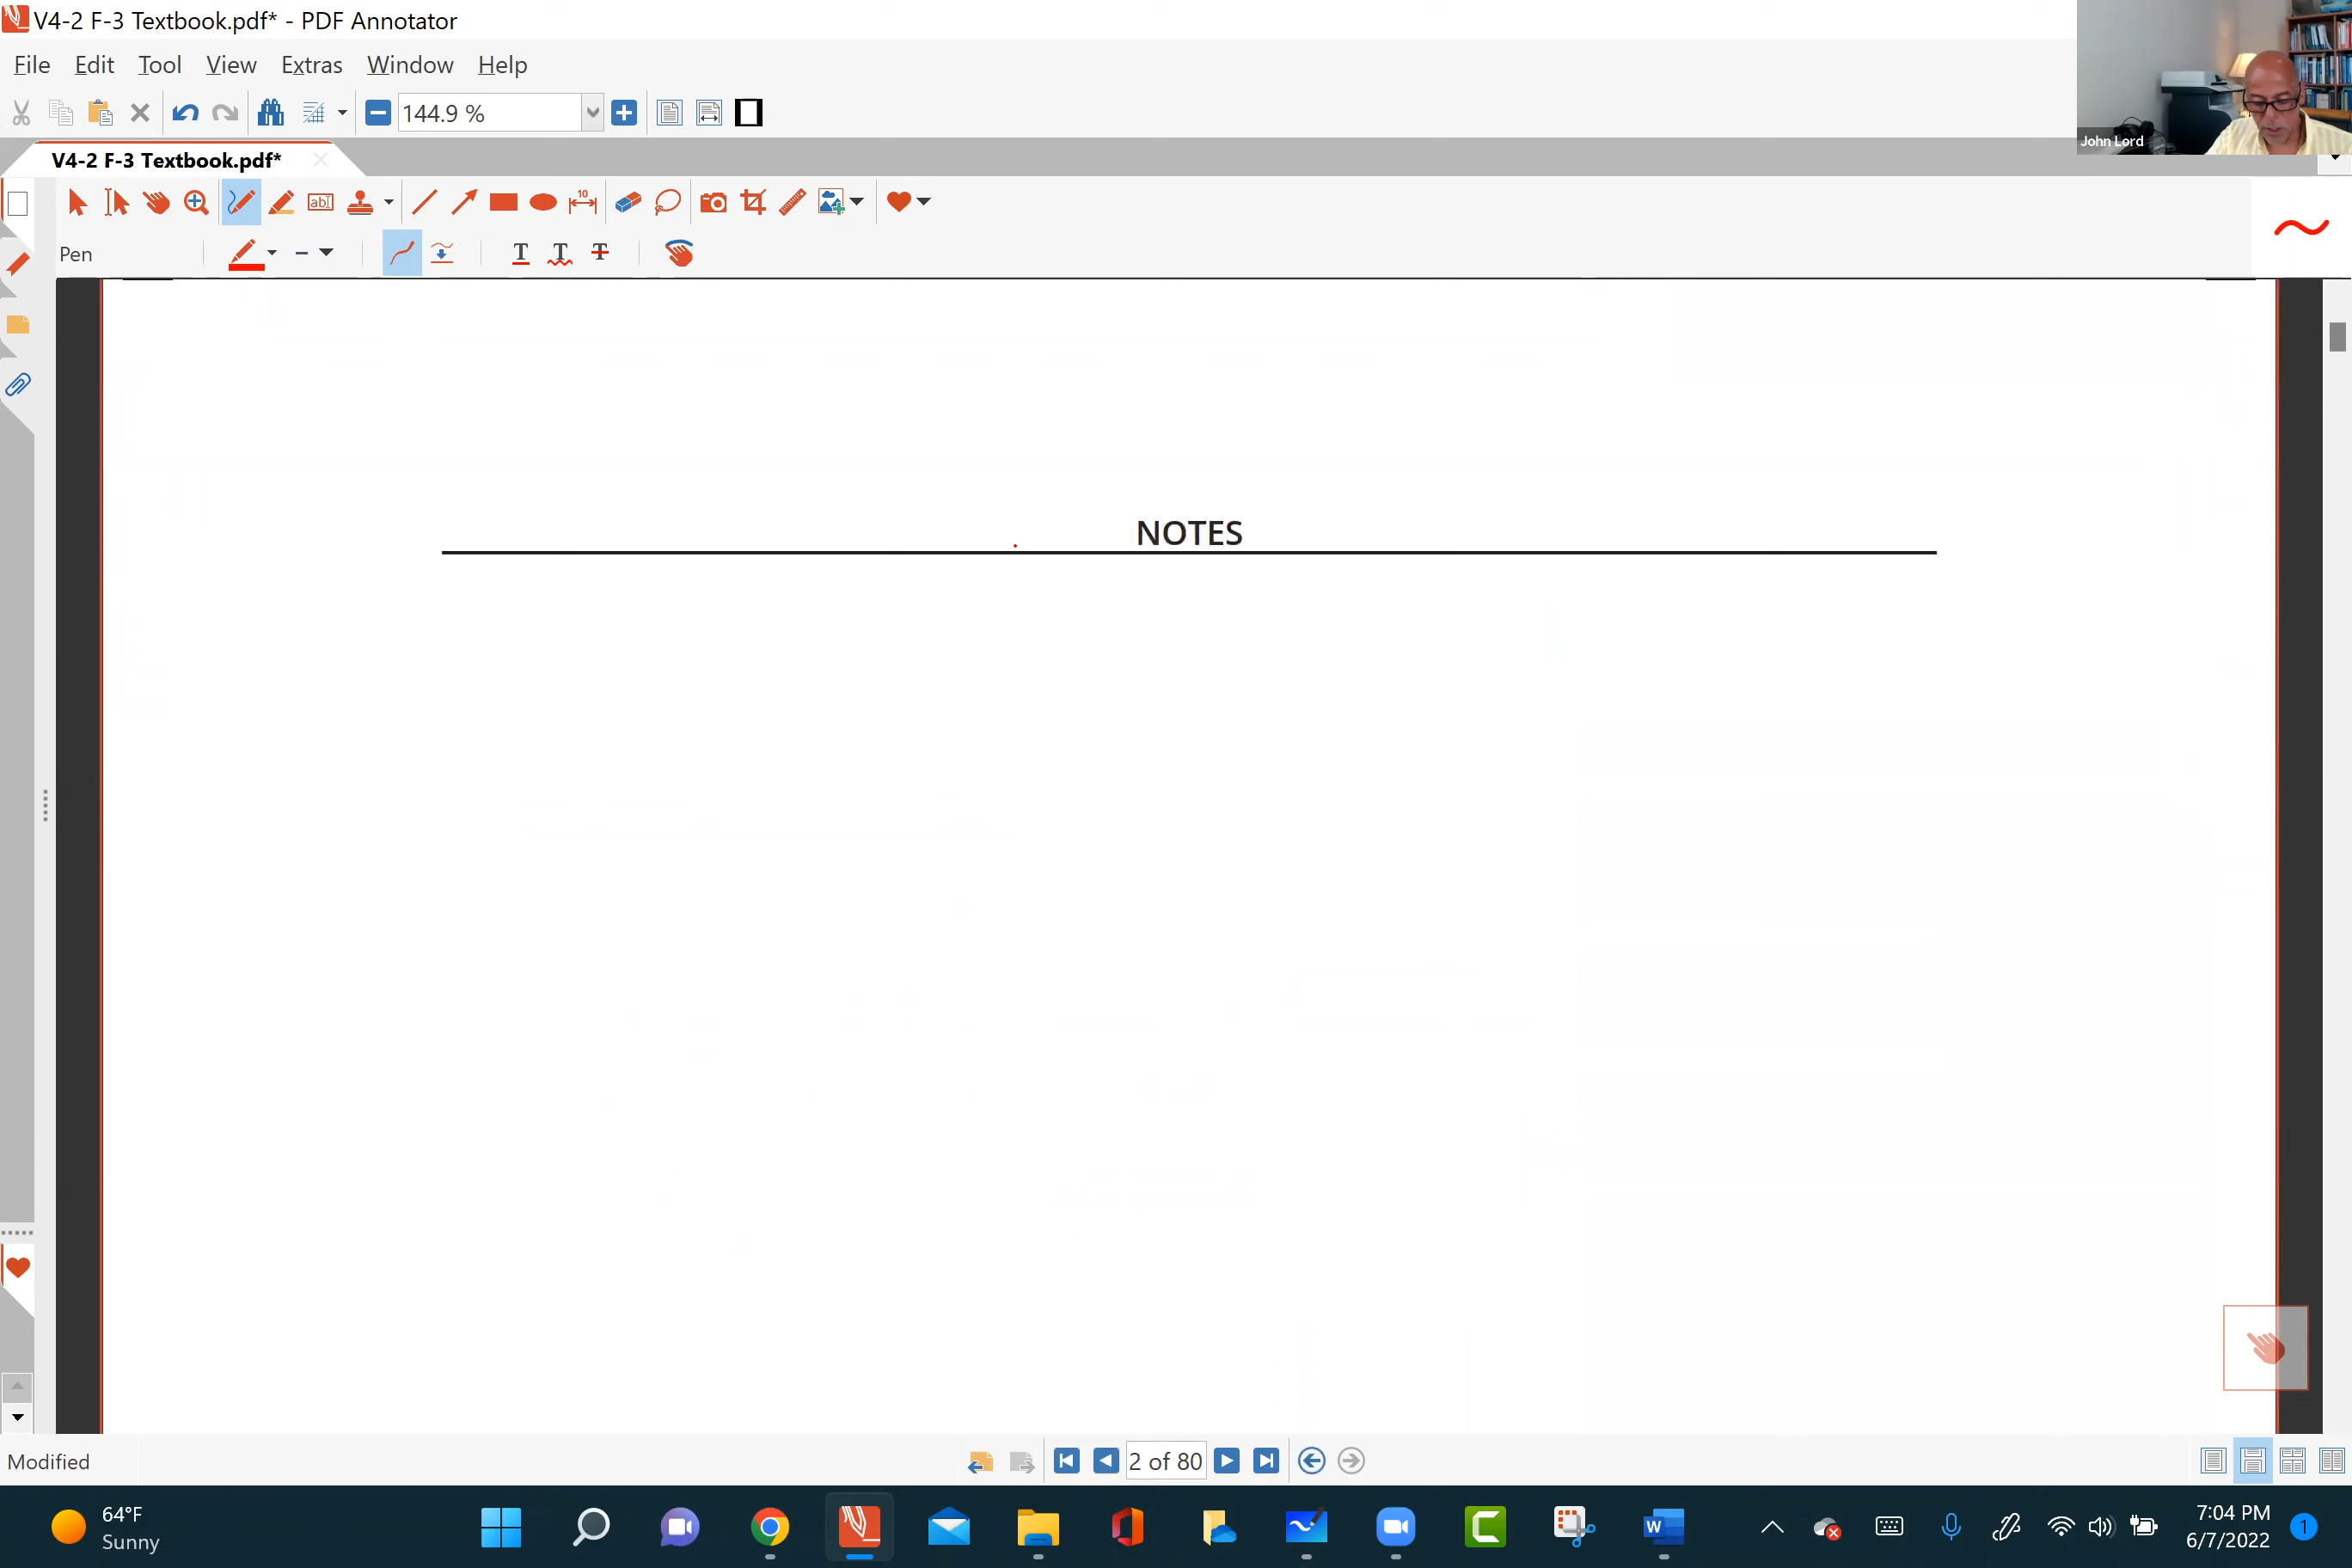 V4-2 F-3 Textbook.pdf* - PDF Annotator
File Edit Tool View Extras Window Help
144.9 %
John Lord
V4-2 F-3 Textbook.pdf*
Pen
NOTES
Modified
2 of 80
64°F
Sunny
7:04 PM
6/7/2022
1